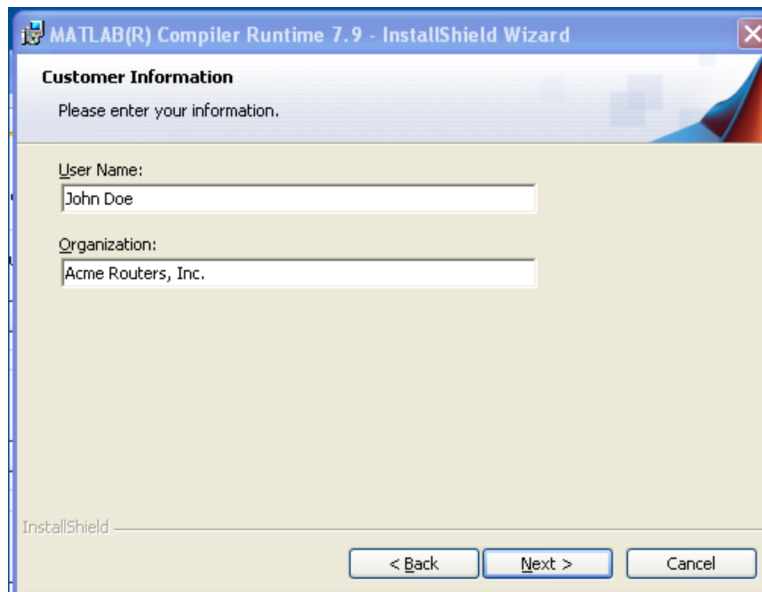 MATLAB(R) Compiler Runtime 7.9 - InstallShield Wizard
Customer Information
Please enter your information.
User Name:
John Doe
Organization:
Acme Routers, Inc.
InstallShield
< Back Next > Cancel